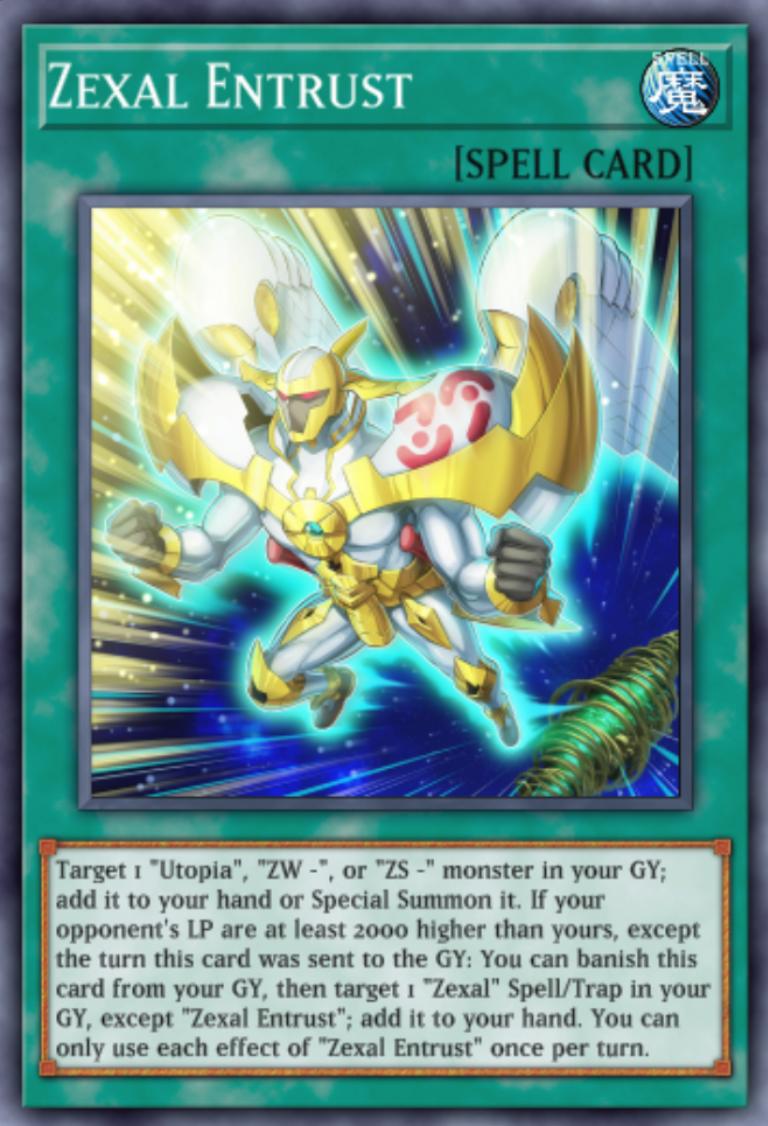 Zexal Entrust
SPELL
魔
[SPELL CARD]
39
Target 1 "Utopia", "ZW -", or "ZS -" monster in your GY;
add it to your hand or Special Summon it. If your
opponent's LP are at least 2000 higher than yours, except
the turn this card was sent to the GY: You can banish this
card from your GY, then target 1 "Zexal" Spell/Trap in your
GY, except "Zexal Entrust"; add it to your hand. You can
only use each effect of "Zexal Entrust" once per turn.